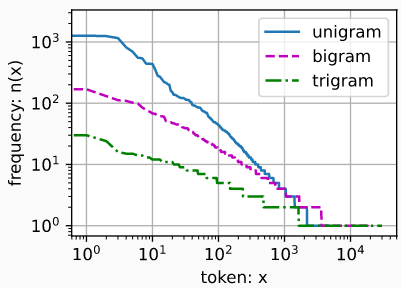 unigram
bigram
trigram
frequency: n(x)
10³
10²
10¹
10⁰
10⁰ 10¹ 10² 10³ 10⁴
token: x